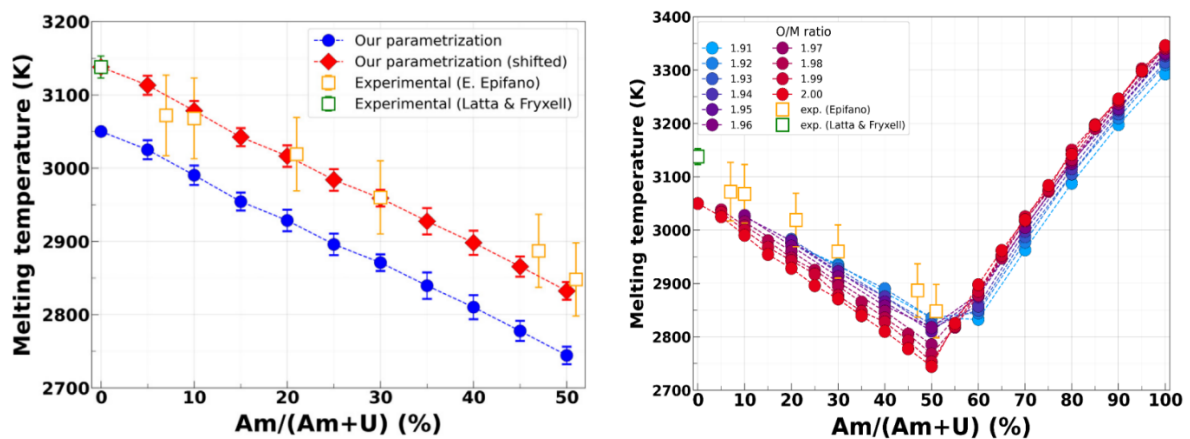 3200
3100
3000
2900
2800
2700
Melting temperature (K)
0 10 20 30 40 50
Am/(Am+U) (%)
Our parametrization
Our parametrization (shifted)
Experimental (E. Epifano)
Experimental (Latta & Fryxell)
3400
3300
3200
3100
3000
2900
2800
2700
Melting temperature (K)
0 10 20 30 40 50 60 70 80 90 100
Am/(Am+U) (%)
O/M ratio
1.91 1.97
1.92 1.98
1.93 1.99
1.94 2.00
1.95 exp. (Epifano)
1.96 exp. (Latta & Fryxell)